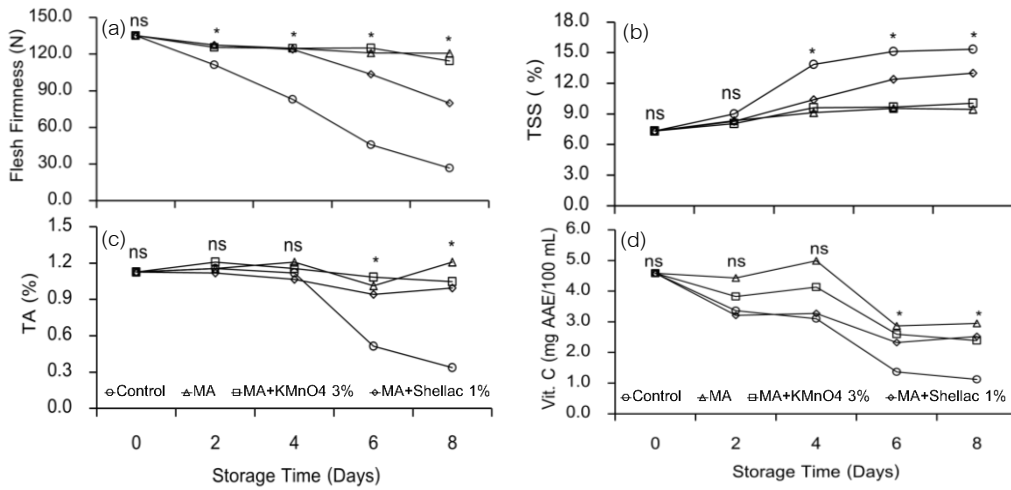 (a)
Flesh Firmness (N)
150.0
120.0
90.0
60.0
30.0
0.0
ns * * * *
(b)
TSS ( %)
18.0
15.0
12.0
9.0
6.0
3.0
0.0
ns ns * * *
(c)
TA (%)
1.5
1.2
0.9
0.6
0.3
0.0
ns ns ns * *
Control MA MA+KMnO4 3% MA+Shellac 1%
0 2 4 6 8
Storage Time (Days)
(d)
Vit. C (mg AAE/100 mL)
6.0
5.0
4.0
3.0
2.0
1.0
0.0
ns ns ns * *
Control MA MA+KMnO4 3% MA+Shellac 1%
0 2 4 6 8
Storage Time (Days)